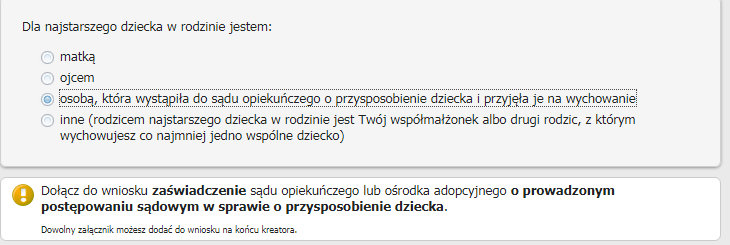 Dla najstarszego dziecka w rodzinie jestem:
matką
ojcem
osobą, która wystąpiła do sądu opiekuńczego o przysposobienie dziecka i przyjęła je na wychowanie
inne (rodzicem najstarszego dziecka w rodzinie jest Twój współmałżonek albo drugi rodzic, z którym
wychowujesz co najmniej jedno wspólne dziecko)
Dołącz do wniosku zaświadczenie sądu opiekuńczego lub ośrodka adopcyjnego o prowadzonym
postępowaniu sądowym w sprawie o przysposobienie dziecka.
Dowolny załącznik możesz dodać do wniosku na końcu kreatora.